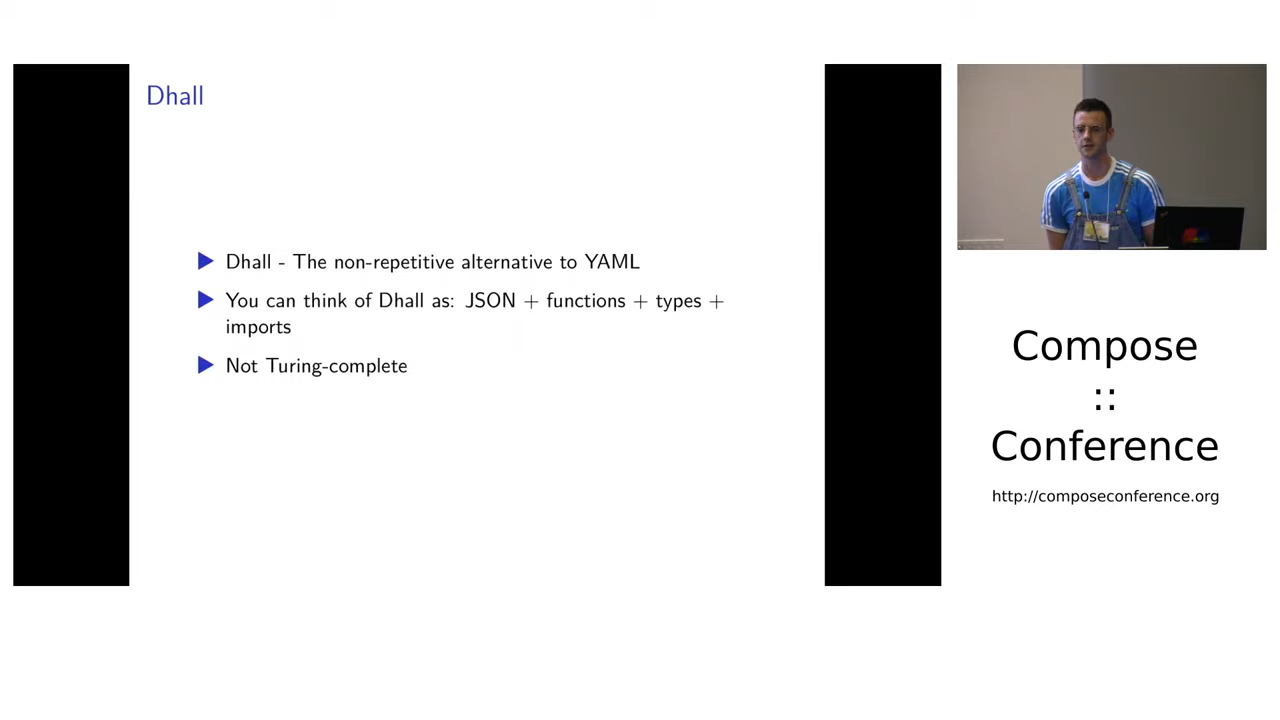 Dhall
Dhall - The non-repetitive alternative to YAML
You can think of Dhall as: JSON + functions + types +
imports
Not Turing-complete
Compose
::
Conference
http://composeconference.org